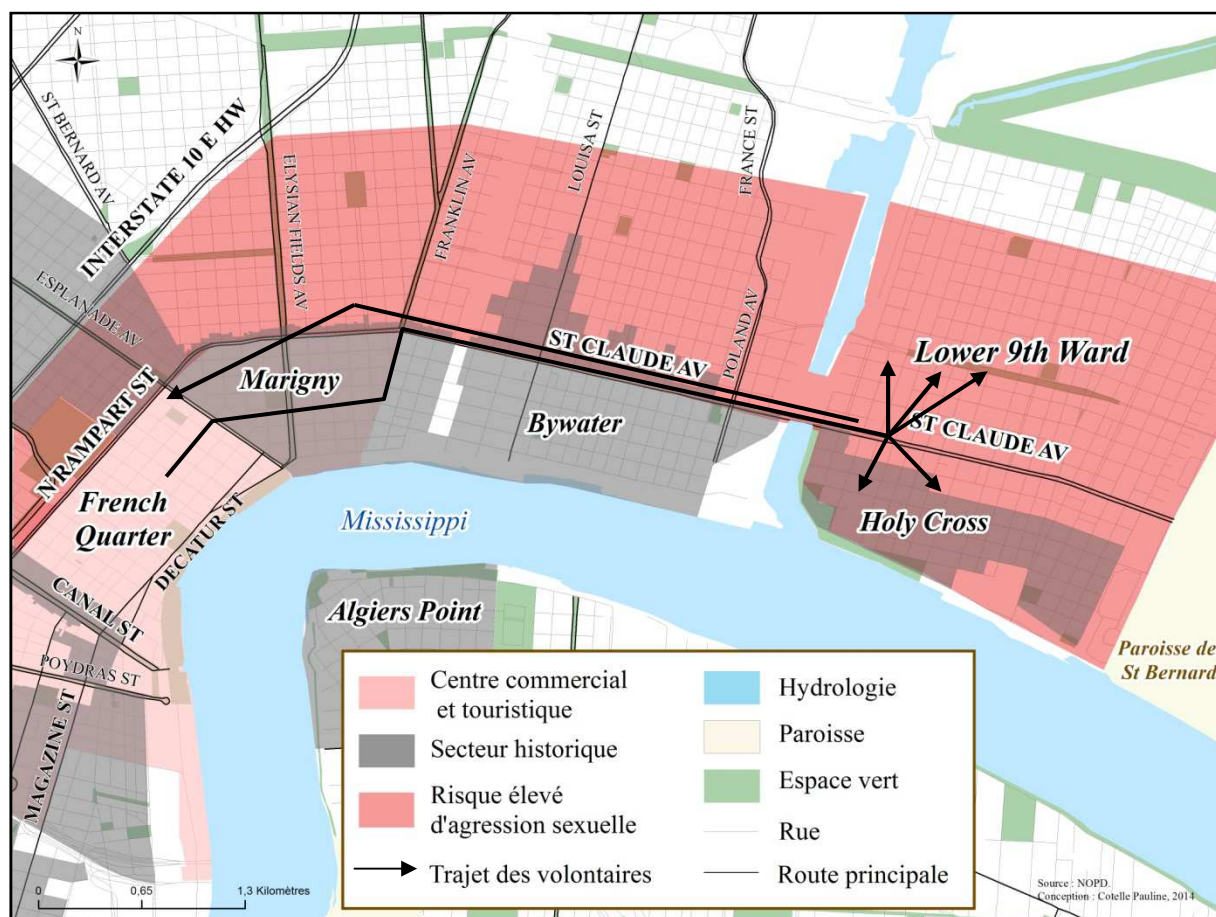 N
ST BERNARD AV
INTERSTATE 10 E HW
ESPLANADE AV
ELYSIAN FIELDS AV
FRANKLIN AV
LOUISA ST
FRANCE ST
POLAND AV
ST CLAUDE AV
Lower 9th Ward
ST CLAUDE AV
Marigny
Bywater
N RAMPART ST
French
Quarter
DECATUR ST
Mississippi
Holy Cross
CANAL ST
Algiers Point
POYDRAS ST
MAGAZINE ST
Paroisse de
St Bernard
Centre commercial
et touristique
Secteur historique
Risque élevé
d'agression sexuelle
Trajet des volontaires
Hydrologie
Paroisse
Espace vert
Rue
Route principale
0 0,65 1,3 Kilomètres
Source : NOPD.
Conception : Cotelle Pauline, 2014